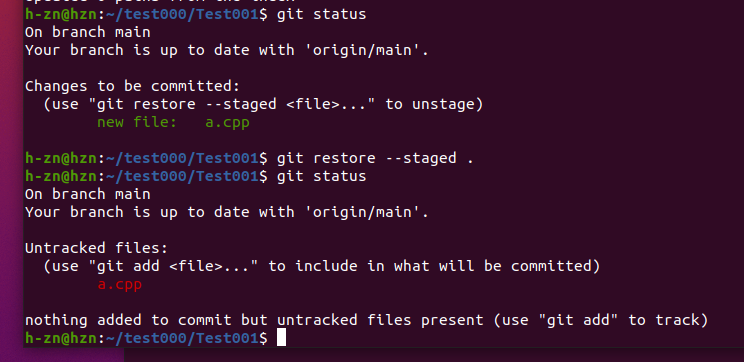 h-zn@hzn:~/test000/Test001$ git status
On branch main
Your branch is up to date with 'origin/main'.
Changes to be committed:
  (use "git restore --staged <file>..." to unstage)
        new file:   a.cpp
h-zn@hzn:~/test000/Test001$ git restore --staged .
h-zn@hzn:~/test000/Test001$ git status
On branch main
Your branch is up to date with 'origin/main'.
Untracked files:
  (use "git add <file>..." to include in what will be committed)
        a.cpp
nothing added to commit but untracked files present (use "git add" to track)
h-zn@hzn:~/test000/Test001$